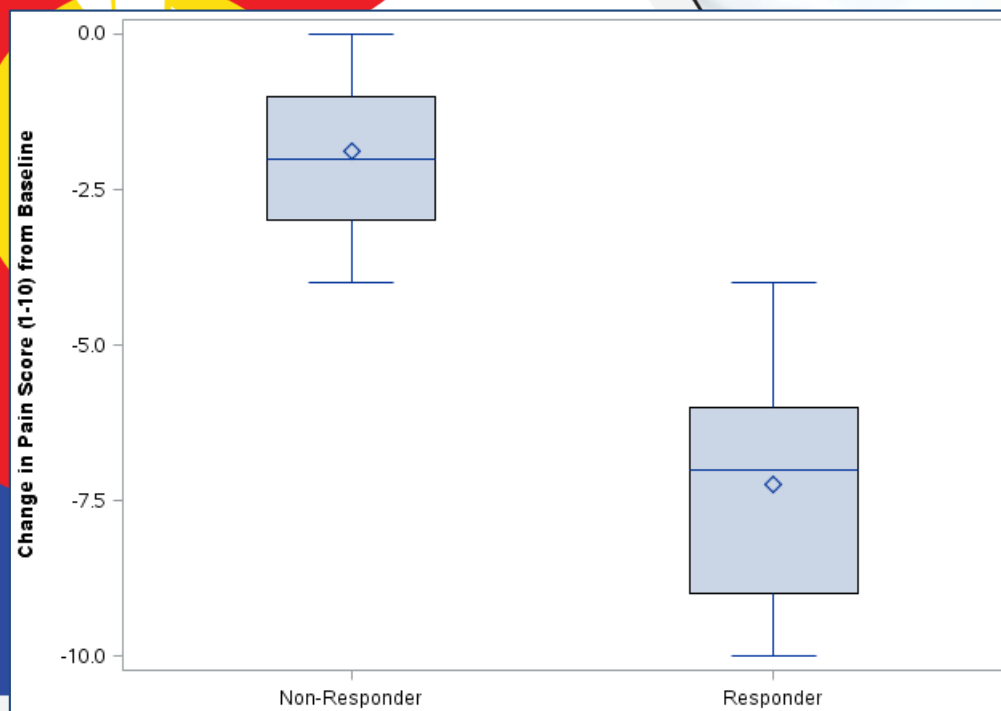 Change in Pain Score (1-10) from Baseline
0.0
-2.5
-5.0
-7.5
-10.0
Non-Responder
Responder